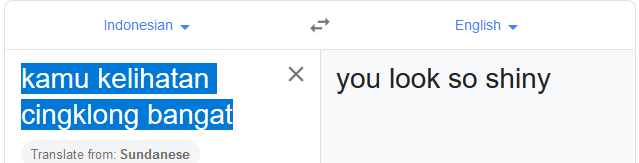 Indonesian English
kamu kelihatan
cingklong bangat
you look so shiny
Translate from: Sundanese